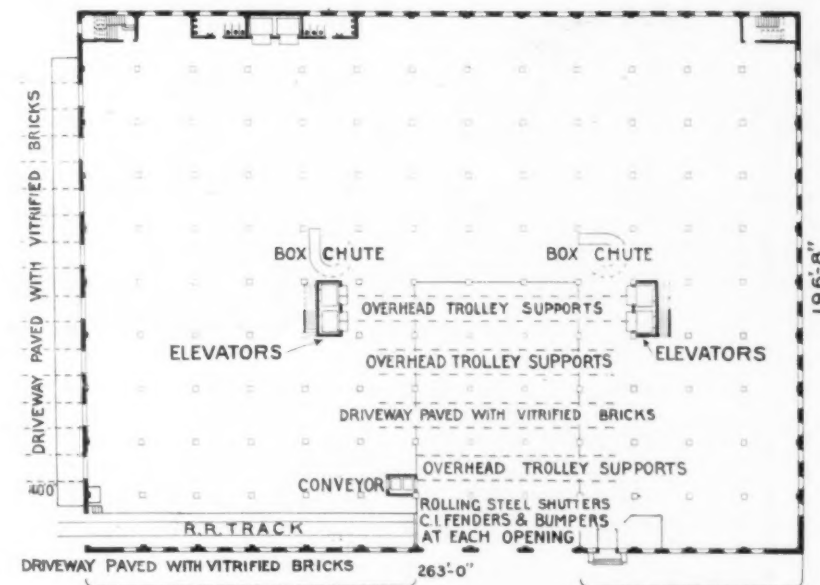 DRIVEWAY PAVED WITH VITRIFIED BRICKS
BOX CHUTE
BOX CHUTE
196'-8"
OVERHEAD TROLLEY SUPPORTS
ELEVATORS
ELEVATORS
OVERHEAD TROLLEY SUPPORTS
DRIVEWAY PAVED WITH VITRIFIED BRICKS
OVERHEAD TROLLEY SUPPORTS
CONVEYOR
400
ROLLING STEEL SHUTTERS
C.I. FENDERS & BUMPERS
AT EACH OPENING
R.R. TRACK
DRIVEWAY PAVED WITH VITRIFIED BRICKS
263'-0"